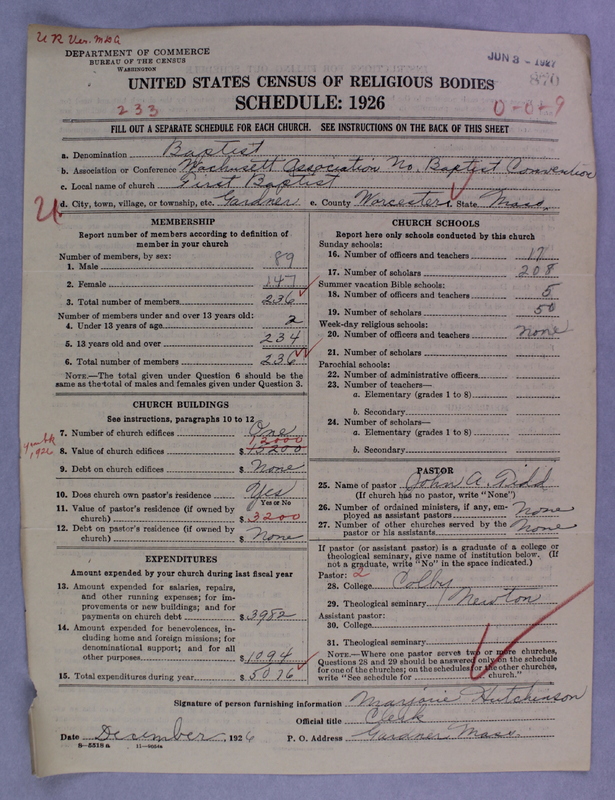 U R Ver. MDG
DEPARTMENT OF COMMERCE
BUREAU OF THE CENSUS
WASHINGTON
JUN 3 - 1927
870
UNITED STATES CENSUS OF RELIGIOUS BODIES
SCHEDULE: 1926
233
0-0-9
FILL OUT A SEPARATE SCHEDULE FOR EACH CHURCH. SEE INSTRUCTIONS ON THE BACK OF THIS SHEET
a. Denomination Baptist
b. Association or Conference Wachusett Association No. Baptist Convention
c. Local name of church First Baptist
U. d. City, town, village, or township, etc. Gardner e. County Worcester f. State Mass.
MEMBERSHIP
Report number of members according to definition of
member in your church
Number of members, by sex:
1. Male 89
2. Female 147
3. Total number of members 236
Number of members under and over 13 years old:
4. Under 13 years of age 2
5. 13 years old and over 234
6. Total number of members 236
NOTE.—The total given under Question 6 should be the
same as the total of males and females given under Question 3.
CHURCH BUILDINGS
See instructions, paragraphs 10 to 12
7. Number of church edifices One
12000
8. Value of church edifices $ 15200
9. Debt on church edifices $ None
10. Does church own pastor's residence Yes
Yes or No
11. Value of pastor's residence (if owned by
church) $ 3200
12. Debt on pastor's residence (if owned by
church) $ None
EXPENDITURES
Amount expended by your church during last fiscal year
13. Amount expended for salaries, repairs,
and other running expenses; for im-
provements or new buildings; and for
payments on church debt $ 3982
14. Amount expended for benevolences, in-
cluding home and foreign missions; for
denominational support; and for all
other purposes $ 1094
15. Total expenditures during year $ 5076
CHURCH SCHOOLS
Report here only schools conducted by this church
Sunday schools:
16. Number of officers and teachers 17
17. Number of scholars 208
Summer vacation Bible schools:
18. Number of officers and teachers 5
19. Number of scholars 50
Week-day religious schools:
20. Number of officers and teachers none
21. Number of scholars
Parochial schools:
22. Number of administrative officers
23. Number of teachers—
a. Elementary (grades 1 to 8)
b. Secondary
24. Number of scholars—
a. Elementary (grades 1 to 8)
b. Secondary
PASTOR
25. Name of pastor John A. Tidd
(If church has no pastor, write "None")
26. Number of ordained ministers, if any, em-
ployed as assistant pastors None
27. Number of other churches served by the
pastor or his assistants None
If pastor (or assistant pastor) is a graduate of a college or
theological seminary, give name of institution below. (If
not a graduate, write "No" in the space indicated.)
Pastor: 2
28. College Colby
29. Theological seminary Newton
Assistant pastor:
30. College
31. Theological seminary
NOTE.—Where one pastor serves two or more churches,
Questions 28 and 29 should be answered only on the schedule
for one of the churches; on the schedules for the other churches,
write "See schedule for church."
Signature of person furnishing information Marjorie Hutchinson
Official title Clerk
Date December, 1926 P. O. Address Gardner Mass.
8—5518 a